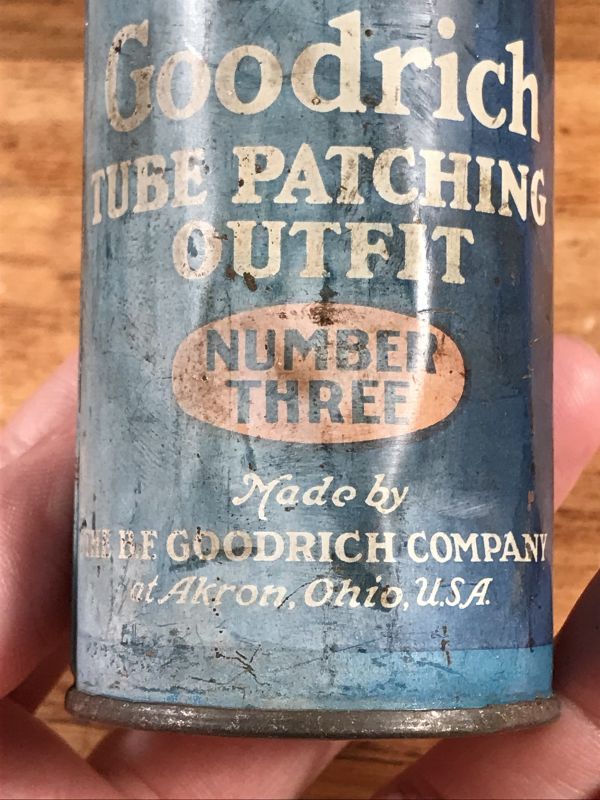 Goodrich
TUBE PATCHING
OUTFIT
NUMBER
THREE
Made by
THE B.F. GOODRICH COMPANY
at Akron, Ohio, U.S.A.